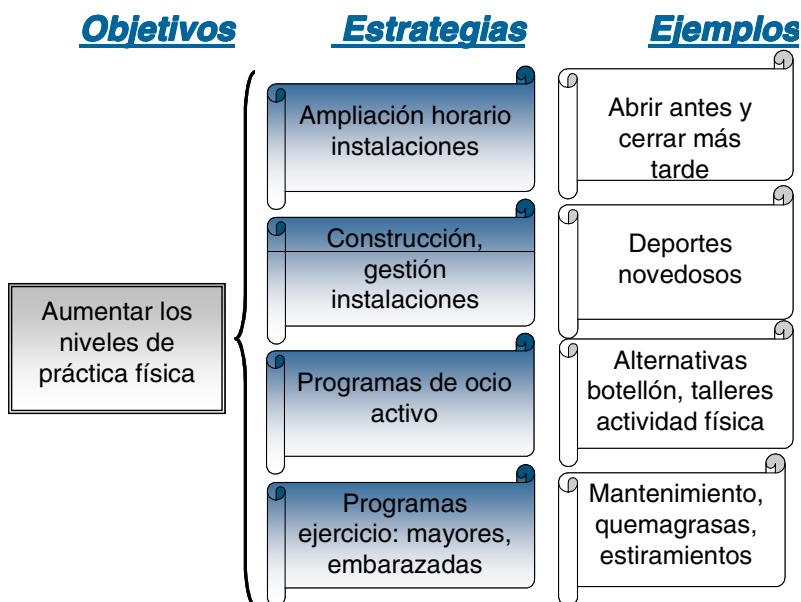 Objetivos Estrategias Ejemplos
Aumentar los
niveles de
práctica física
Ampliación horario
instalaciones
Abrir antes y
cerrar más
tarde
Construcción,
gestión
instalaciones
Deportes
novedosos
Programas de ocio
activo
Alternativas
botellón, talleres
actividad física
Programas
ejercicio: mayores,
embarazadas
Mantenimiento,
quemagrasas,
estiramientos